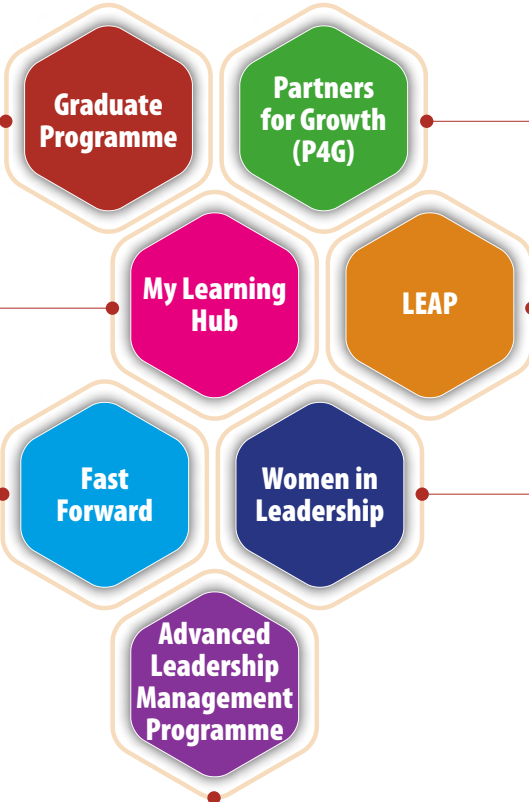 Graduate
Programme
Partners
for Growth
(P4G)
My Learning
Hub
LEAP
Fast
Forward
Women in
Leadership
Advanced
Leadership
Management
Programme